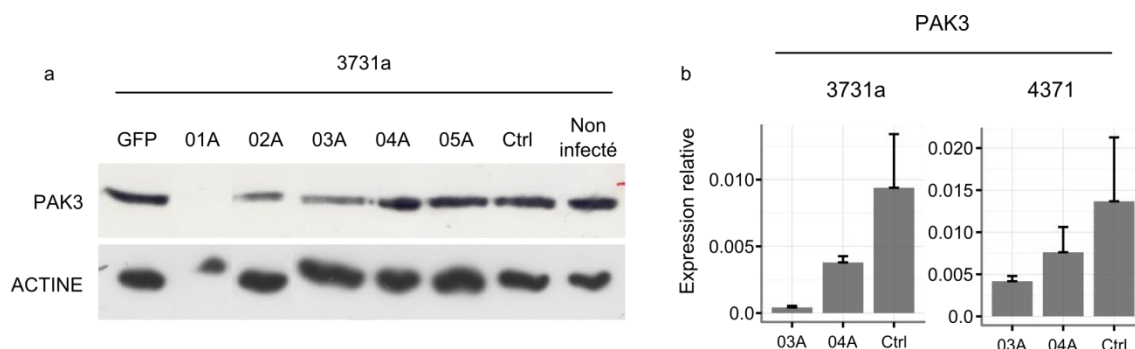 a
3731a
GFP 01A 02A 03A 04A 05A Ctrl Non infecté
PAK3
ACTINE
PAK3
b
3731a 4371
Expression relative
0.010
0.005
0.0
03A 04A Ctrl
0.020
0.015
0.010
0.005
0.0
03A 04A Ctrl